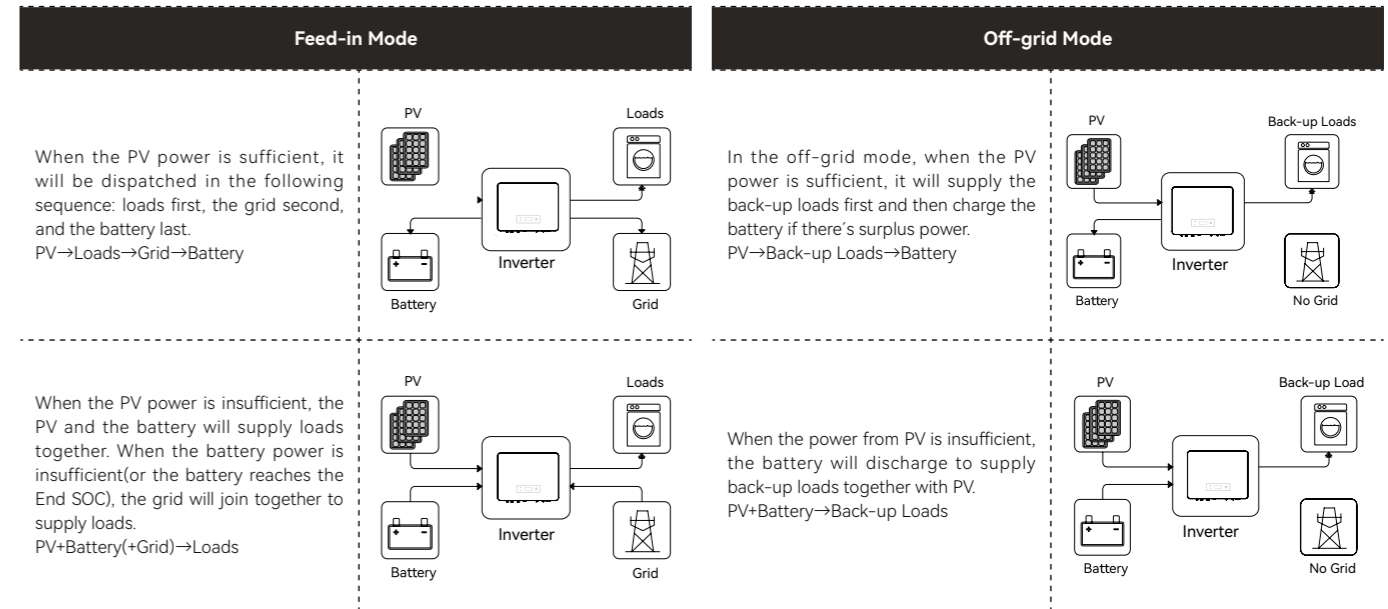 Feed-in Mode
When the PV power is sufficient, it
will be dispatched in the following
sequence: loads first, the grid second,
and the battery last.
PV→Loads→Grid→Battery
PV
Loads
Inverter
Battery
Grid
When the PV power is insufficient, the
PV and the battery will supply loads
together. When the battery power is
insufficient(or the battery reaches the
End SOC), the grid will join together to
supply loads.
PV+Battery(+Grid)→Loads
PV
Loads
Inverter
Battery
Grid
Off-grid Mode
In the off-grid mode, when the PV
power is sufficient, it will supply the
back-up loads first and then charge the
battery if there´s surplus power.
PV→Back-up Loads→Battery
PV
Back-up Loads
Inverter
Battery
No Grid
When the power from PV is insufficient,
the battery will discharge to supply
back-up loads together with PV.
PV+Battery→Back-up Loads
PV
Back-up Load
Inverter
Battery
No Grid